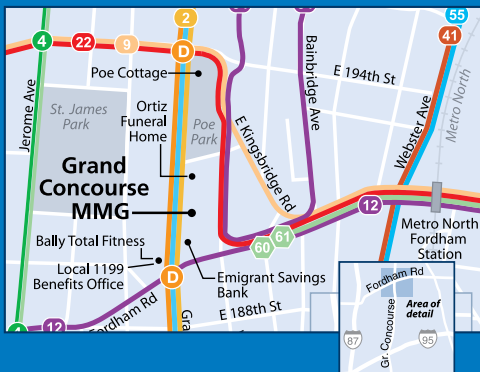 2
55
4
22
9
D
41
Poe Cottage
E 194th St
Bainbridge Ave
Jerome Ave
St. James
Park
Ortiz
Funeral
Home
Poe
Park
E Kingsbridge Rd
Webster Ave
Metro North
Grand
Concourse
MMG
12
61
60
Metro North
Fordham
Station
Bally Total Fitness
Local 1199
Benefits Office
D
Emigrant Savings
Bank
4
12
Fordham Rd
Gra
E 188th St
Fordham Rd
Area of
detail
Gr. Concourse
87
95